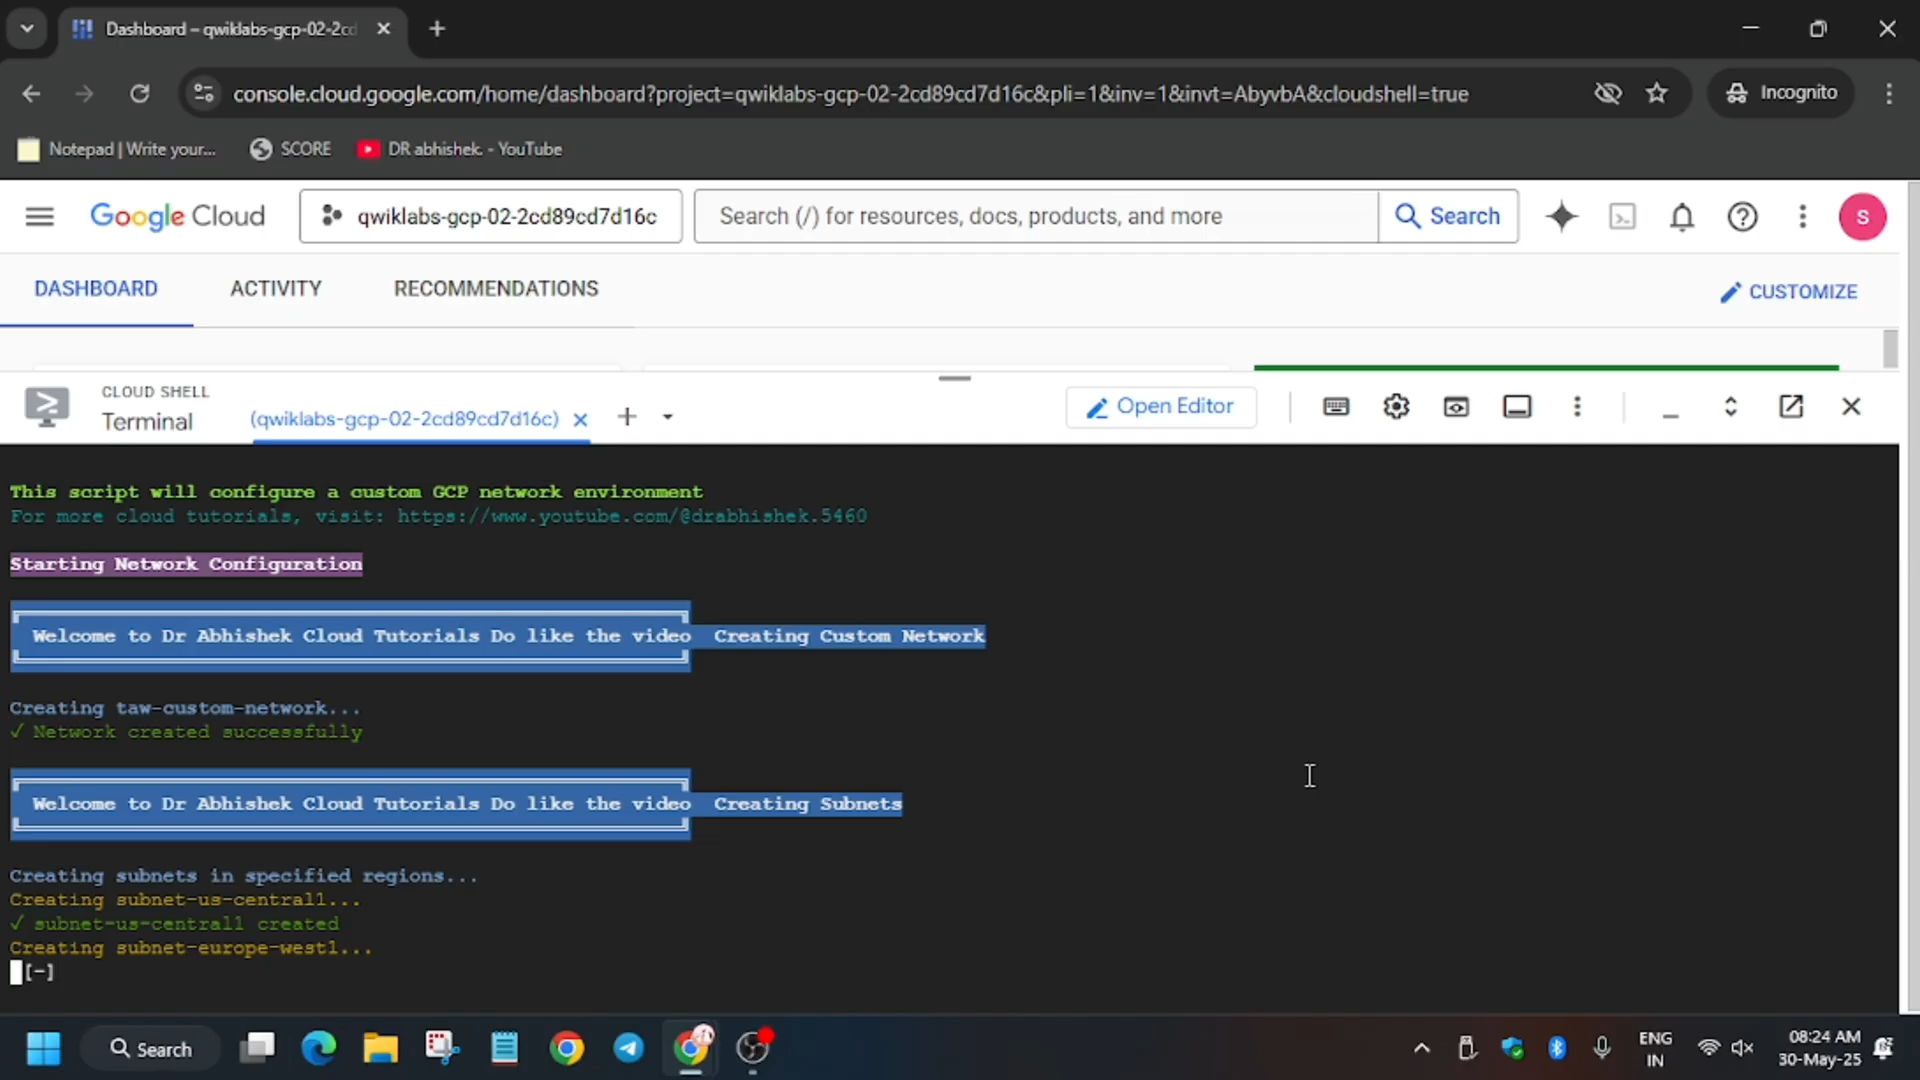 Dashboard – qwiklabs-gcp-02-2cd
console.cloud.google.com/home/dashboard?project=qwiklabs-gcp-02-2cd89cd7d16c&pli=1&inv=1&invt=AbyvbA&cloudshell=true
Incognito
Notepad | Write your...
SCORE
DR abhishek. - YouTube
Google Cloud
qwiklabs-gcp-02-2cd89cd7d16c
Search (/) for resources, docs, products, and more
Search
S
DASHBOARD
ACTIVITY
RECOMMENDATIONS
CUSTOMIZE
CLOUD SHELL
Terminal
(qwiklabs-gcp-02-2cd89cd7d16c)
Open Editor
This script will configure a custom GCP network environment
For more cloud tutorials, visit: https://www.youtube.com/@drabhishek.5460
Starting Network Configuration
Welcome to Dr Abhishek Cloud Tutorials Do like the video  Creating Custom Network
Creating taw-custom-network...
✓ Network created successfully
Welcome to Dr Abhishek Cloud Tutorials Do like the video  Creating Subnets
Creating subnets in specified regions...
Creating subnet-us-central1...
✓ subnet-us-central1 created
Creating subnet-europe-west1...
[-]
Search
ENG
IN
08:24 AM
30-May-25